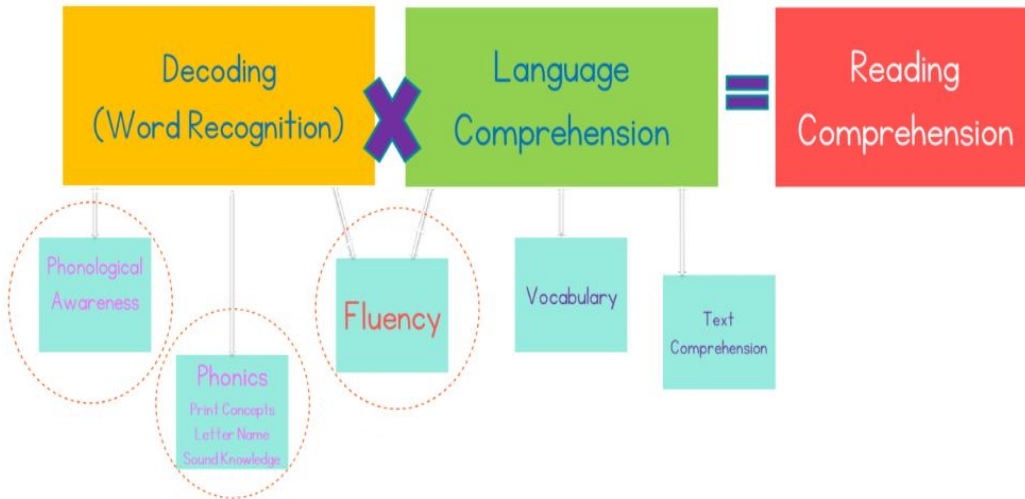 Decoding
(Word Recognition)
Language
Comprehension
Reading
Comprehension
Phonological
Awareness
Phonics
Print Concepts
Letter Name
Sound Knowledge
Fluency
Vocabulary
Text
Comprehension